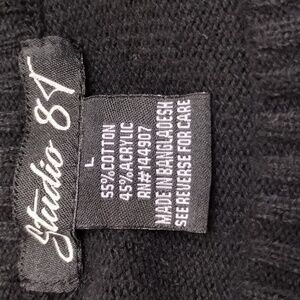 Studio 81
L
55%COTTON
45%ACRYLIC
RN#144907
MADE IN BANGLADESH
SEE REVERSE FOR CARE